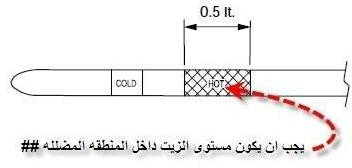 0.5 lt.
COLD
HOT
يجب ان يكون مستوى الزيت داخل المنطقه المضلله ##